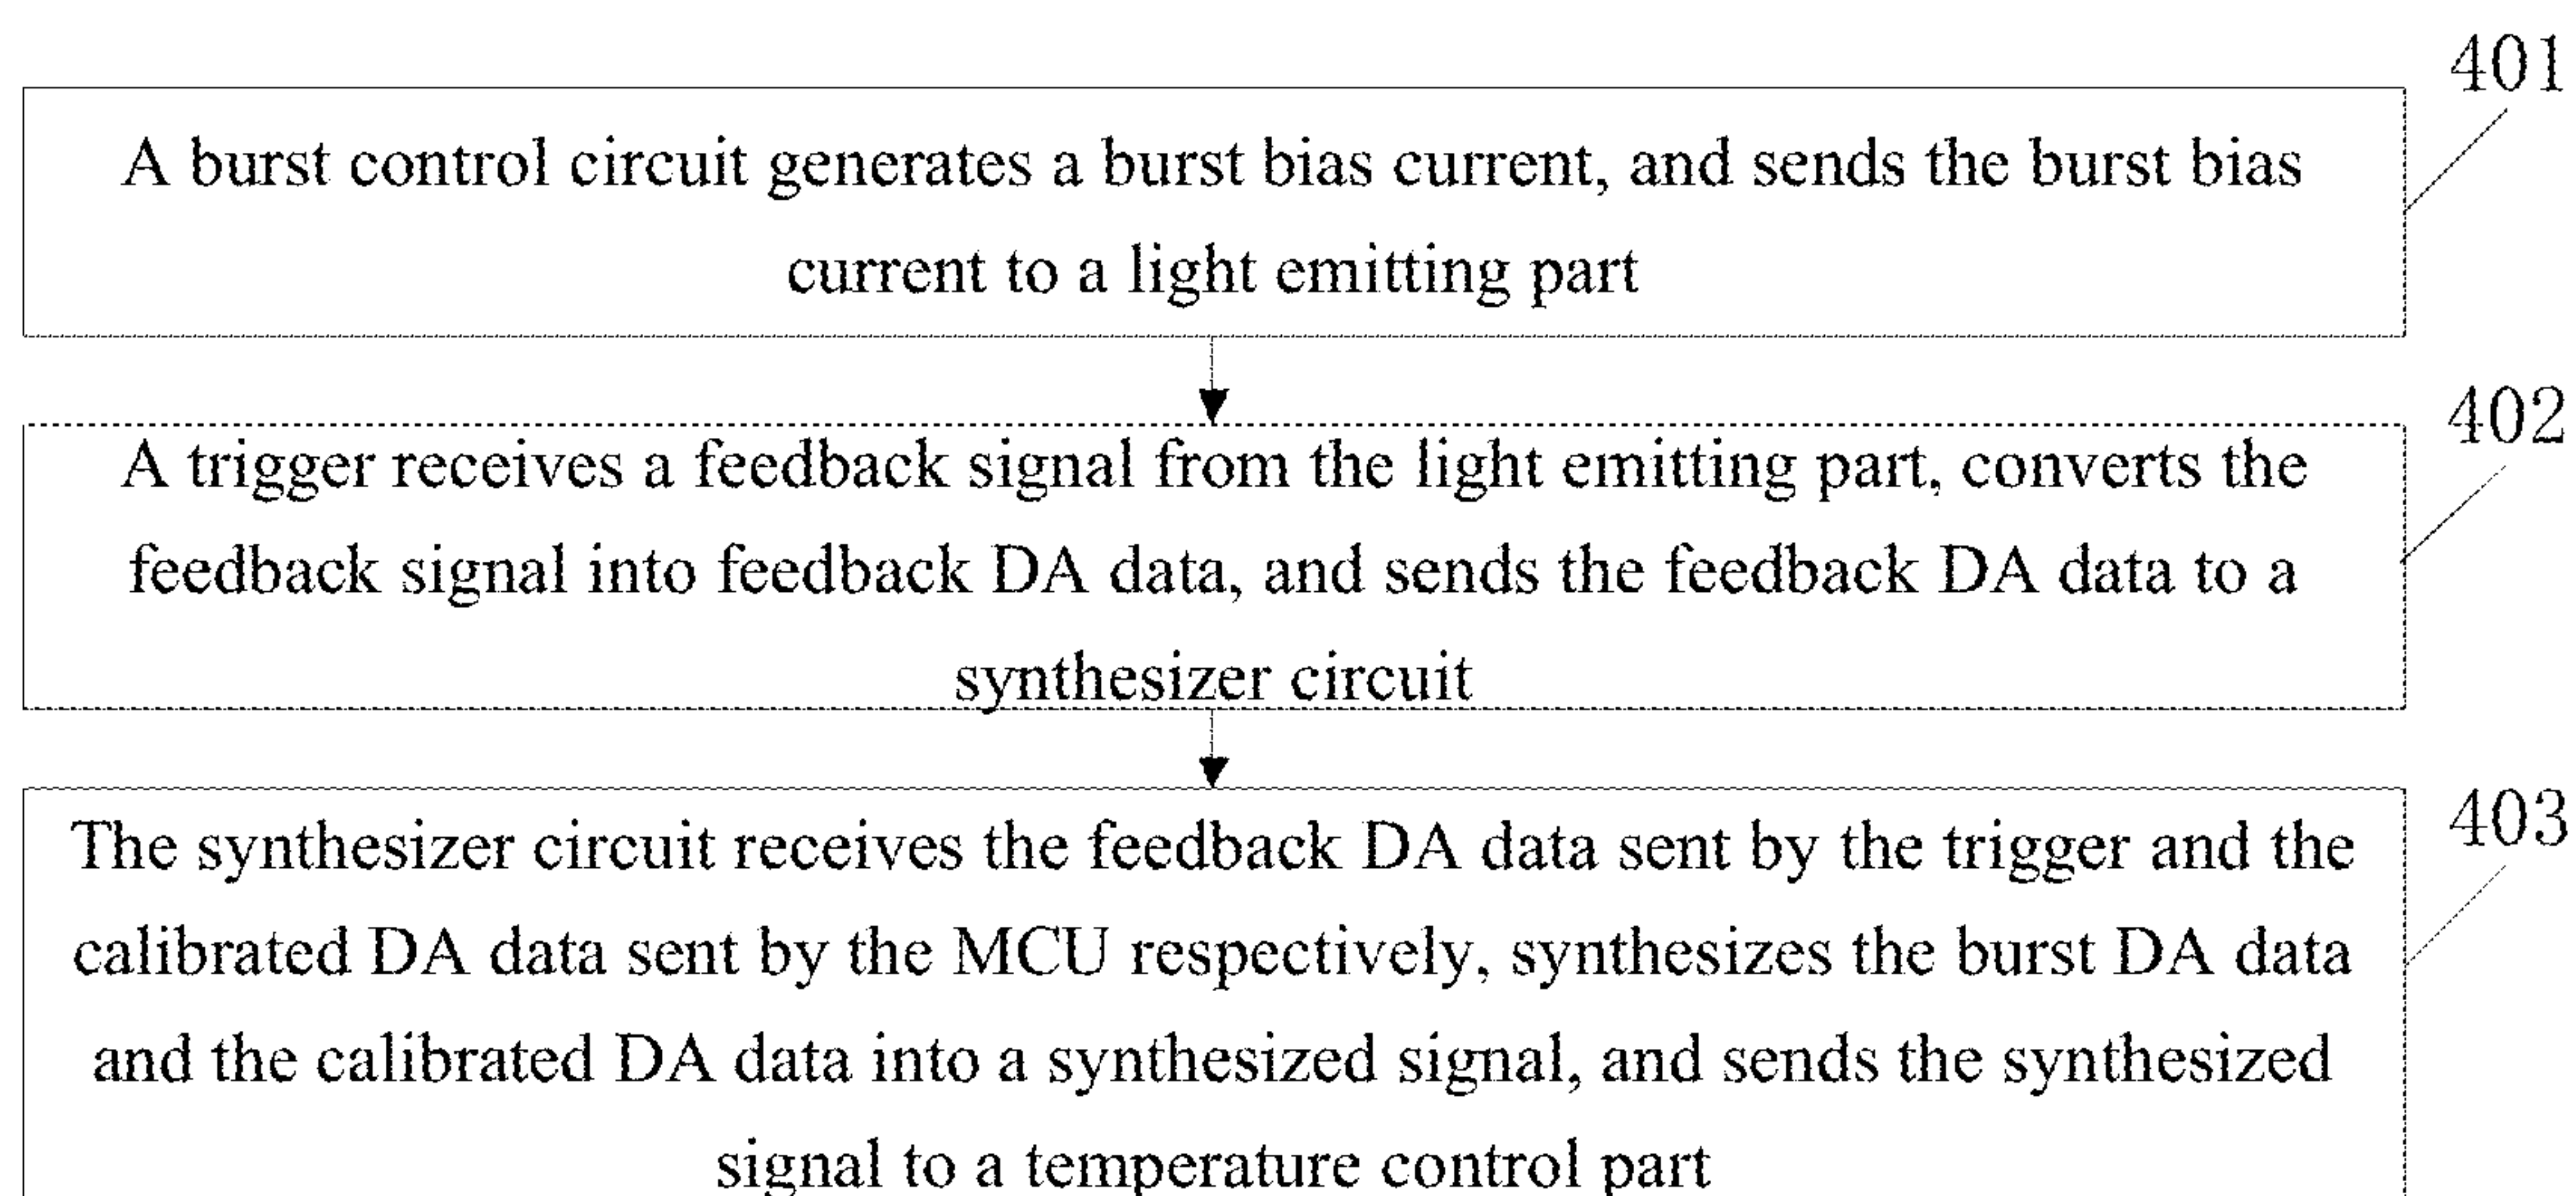 401
A burst control circuit generates a burst bias current, and sends the burst bias
current to a light emitting part
402
A trigger receives a feedback signal from the light emitting part, converts the
feedback signal into feedback DA data, and sends the feedback DA data to a
synthesizer circuit
403
The synthesizer circuit receives the feedback DA data sent by the trigger and the
calibrated DA data sent by the MCU respectively, synthesizes the burst DA data
and the calibrated DA data into a synthesized signal, and sends the synthesized
signal to a temperature control part